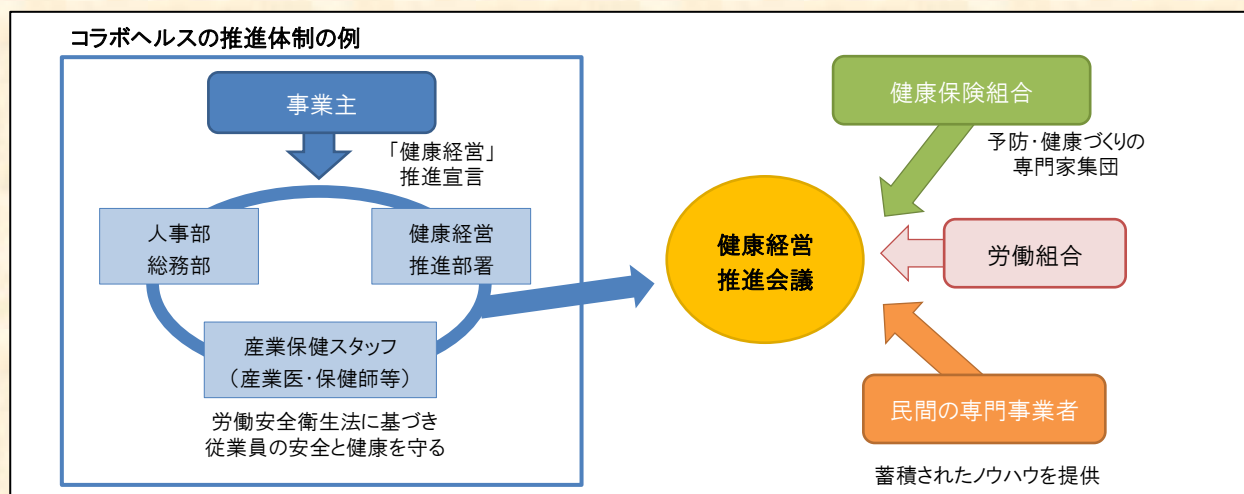 コラボヘルスの推進体制の例
事業主
「健康経営」
推進宣言
人事部
総務部
健康経営
推進部署
産業保健スタッフ
(産業医・保健師等)
労働安全衛生法に基づき
従業員の安全と健康を守る
健康経営
推進会議
健康保険組合
予防・健康づくりの
専門家集団
労働組合
民間の専門事業者
蓄積されたノウハウを提供